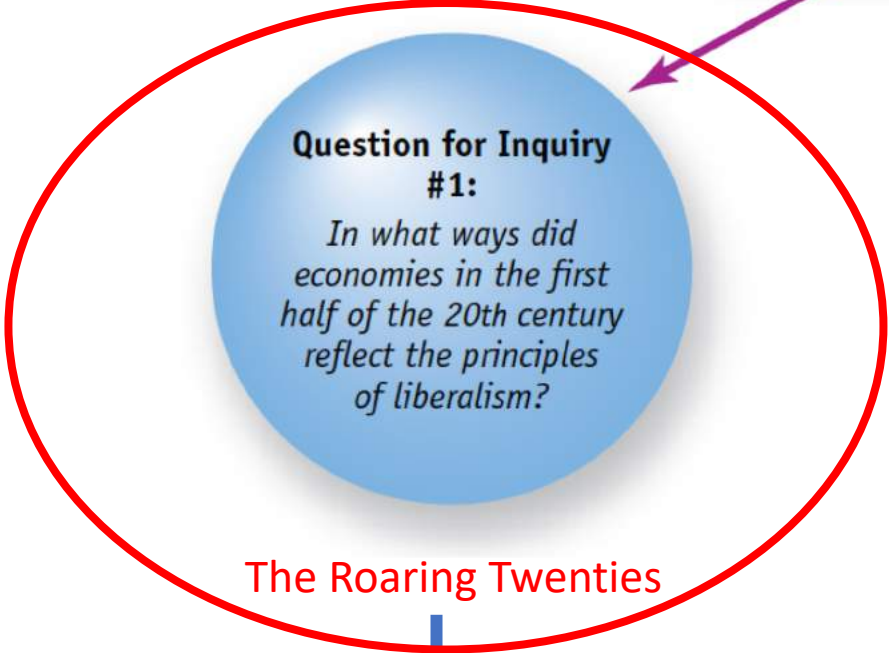 Question for Inquiry
#1:
In what ways did
economies in the first
half of the 20th century
reflect the principles
of liberalism?
The Roaring Twenties